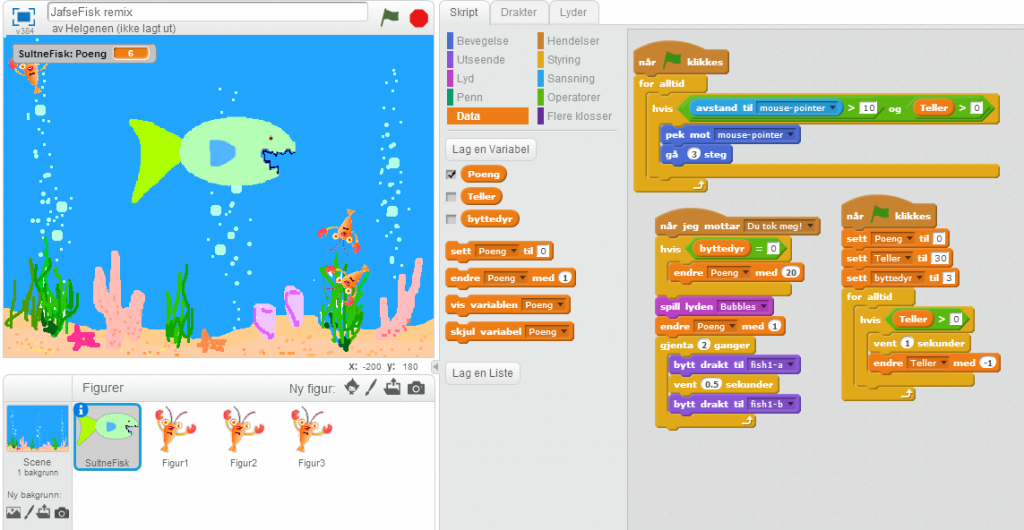 v384
JafseFisk remix
av Helgenen (ikke lagt ut)
SultneFisk: Poeng 6
x: -200 y: 180
Figurer
Ny figur:
Scene
1 bakgrunn
Ny bakgrunn:
SultneFisk
Figur1
Figur2
Figur3
Skript
Drakter
Lyder
Bevegelse
Utseende
Lyd
Penn
Data
Hendelser
Styring
Sansning
Operatorer
Flere klosser
Lag en Variabel
Poeng
Teller
byttedyr
sett Poeng til 0
endre Poeng med 1
vis variablen Poeng
skjul variabel Poeng
Lag en Liste
når klikkes
for alltid
hvis avstand til mouse-pointer > 10 og Teller > 0
pek mot mouse-pointer
gå 3 steg
når jeg mottar Du tok meg!
hvis byttedyr = 0
endre Poeng med 20
spill lyden Bubbles
endre Poeng med 1
gjenta 2 ganger
bytt drakt til fish1-a
vent 0.5 sekunder
bytt drakt til fish1-b
når klikkes
sett Poeng til 0
sett Teller til 30
sett byttedyr til 3
for alltid
hvis Teller > 0
vent 1 sekunder
endre Teller med -1